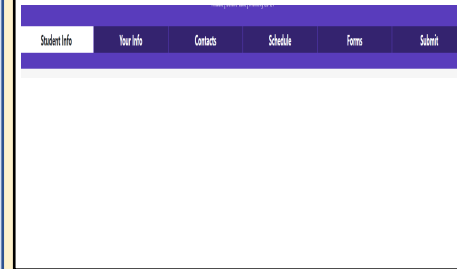 Student Info
Your Info
Contacts
Schedule
Forms
Submit